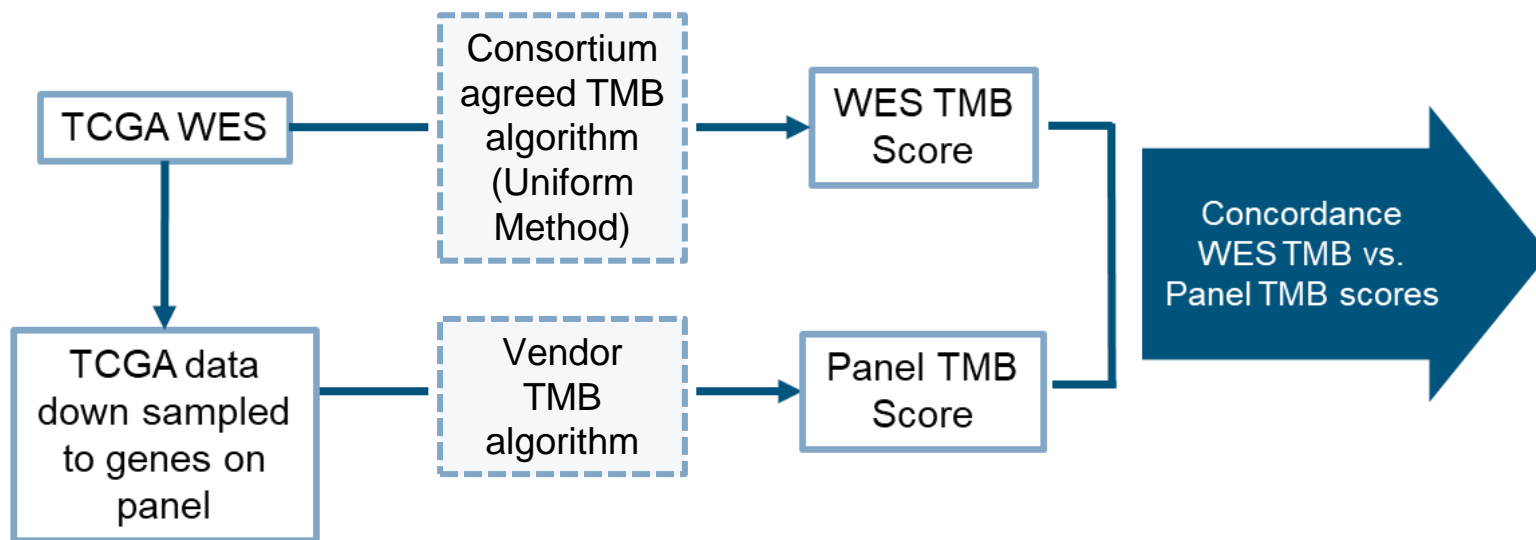 TCGA WES
Consortium
agreed TMB
algorithm
(Uniform
Method)
WES TMB
Score
TCGA data
down sampled
to genes on
panel
Vendor
TMB
algorithm
Panel TMB
Score
Concordance
WES TMB vs.
Panel TMB scores